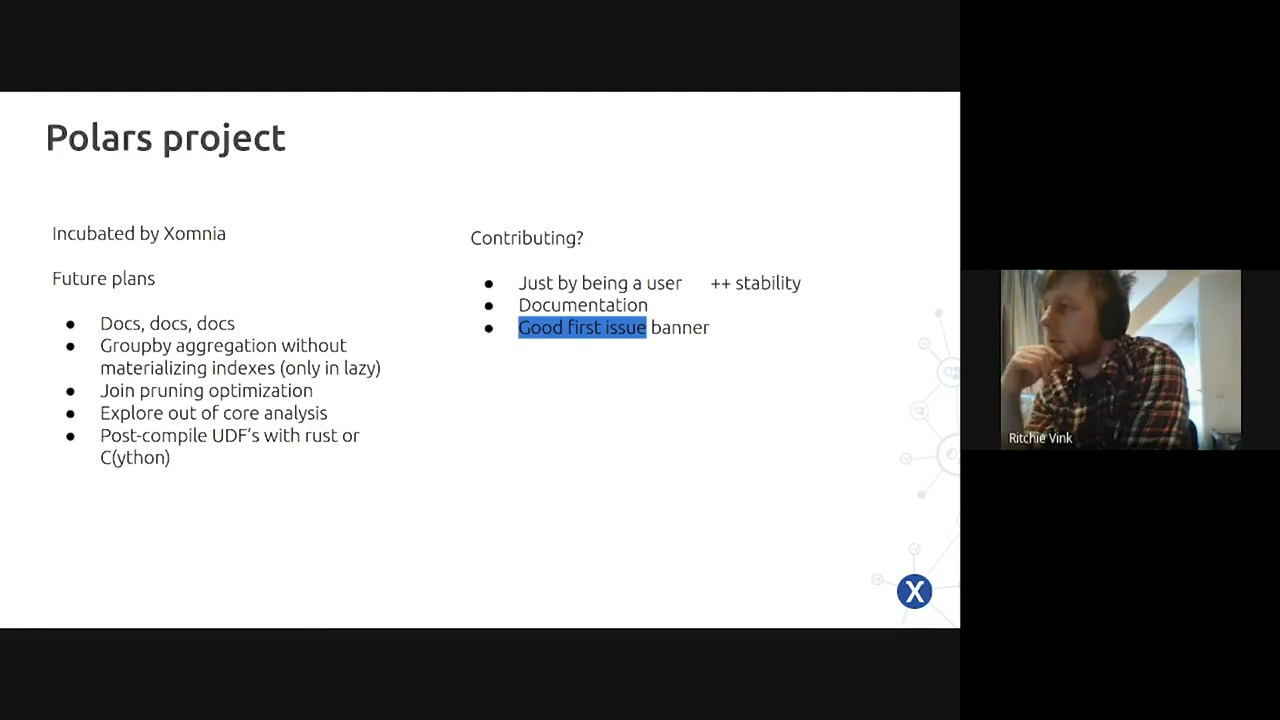 Polars project
Incubated by Xomnia
Future plans
● Docs, docs, docs
● Groupby aggregation without
materializing indexes (only in lazy)
● Join pruning optimization
● Explore out of core analysis
● Post-compile UDF's with rust or
C(ython)
Contributing?
● Just by being a user ++ stability
● Documentation
● Good first issue banner
X
Ritchie Vink